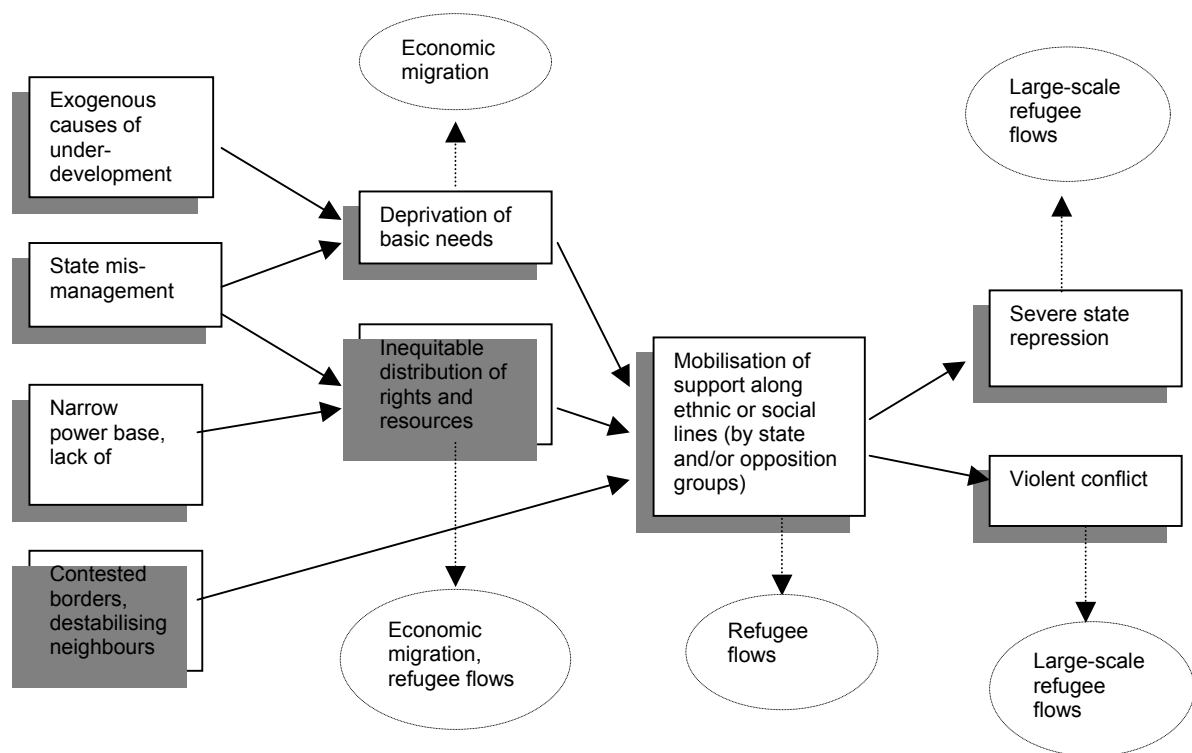 Economic
migration
Large-scale
refugee
flows
Exogenous
causes of
under-
development
Deprivation of
basic needs
State mis-
management
Severe state
repression
Inequitable
distribution of
rights and
resources
Mobilisation of
support along
ethnic or social
lines (by state
and/or opposition
groups)
Narrow
power base,
lack of
Violent conflict
Contested
borders,
destabilising
neighbours
Economic
migration,
refugee flows
Refugee
flows
Large-scale
refugee
flows